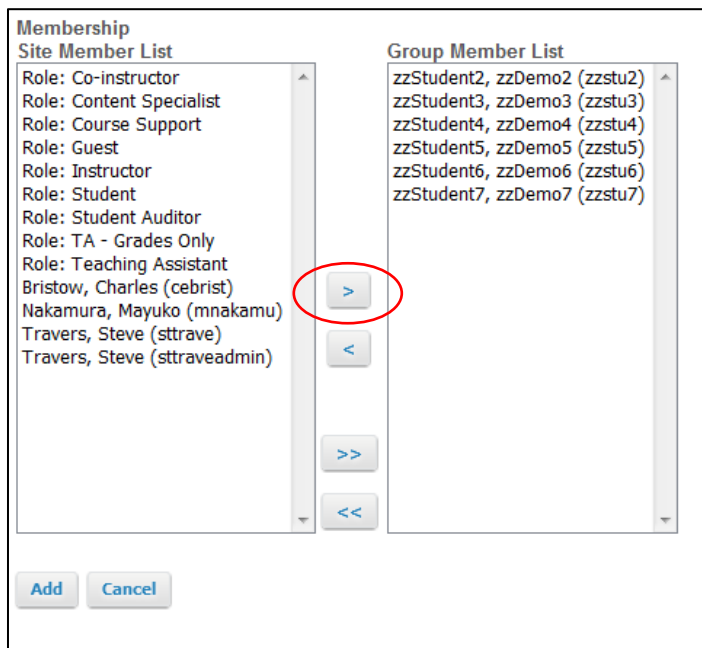 Membership
Site Member List
Role: Co-instructor
Role: Content Specialist
Role: Course Support
Role: Guest
Role: Instructor
Role: Student
Role: Student Auditor
Role: TA - Grades Only
Role: Teaching Assistant
Bristow, Charles (cebrist)
Nakamura, Mayuko (mnakamu)
Travers, Steve (sttrave)
Travers, Steve (sttraveadmin)
>
<
>>
<<
Group Member List
zzStudent2, zzDemo2 (zzstu2)
zzStudent3, zzDemo3 (zzstu3)
zzStudent4, zzDemo4 (zzstu4)
zzStudent5, zzDemo5 (zzstu5)
zzStudent6, zzDemo6 (zzstu6)
zzStudent7, zzDemo7 (zzstu7)
Add Cancel